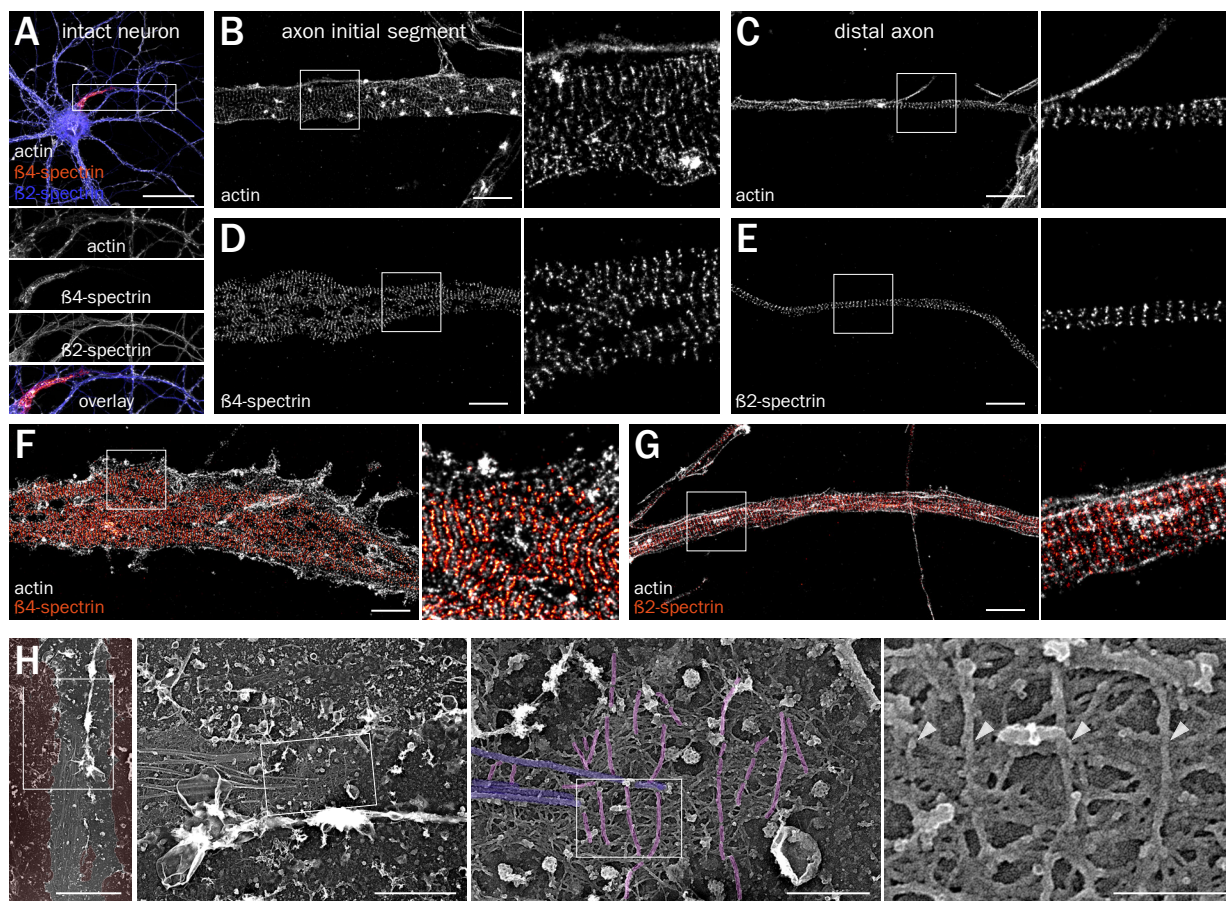 A
intact neuron
actin
ß4-spectrin
ß2-spectrin
actin
ß4-spectrin
ß2-spectrin
overlay
B
axon initial segment
actin
C
distal axon
actin
D
ß4-spectrin
E
ß2-spectrin
F
actin
ß4-spectrin
G
actin
ß2-spectrin
H